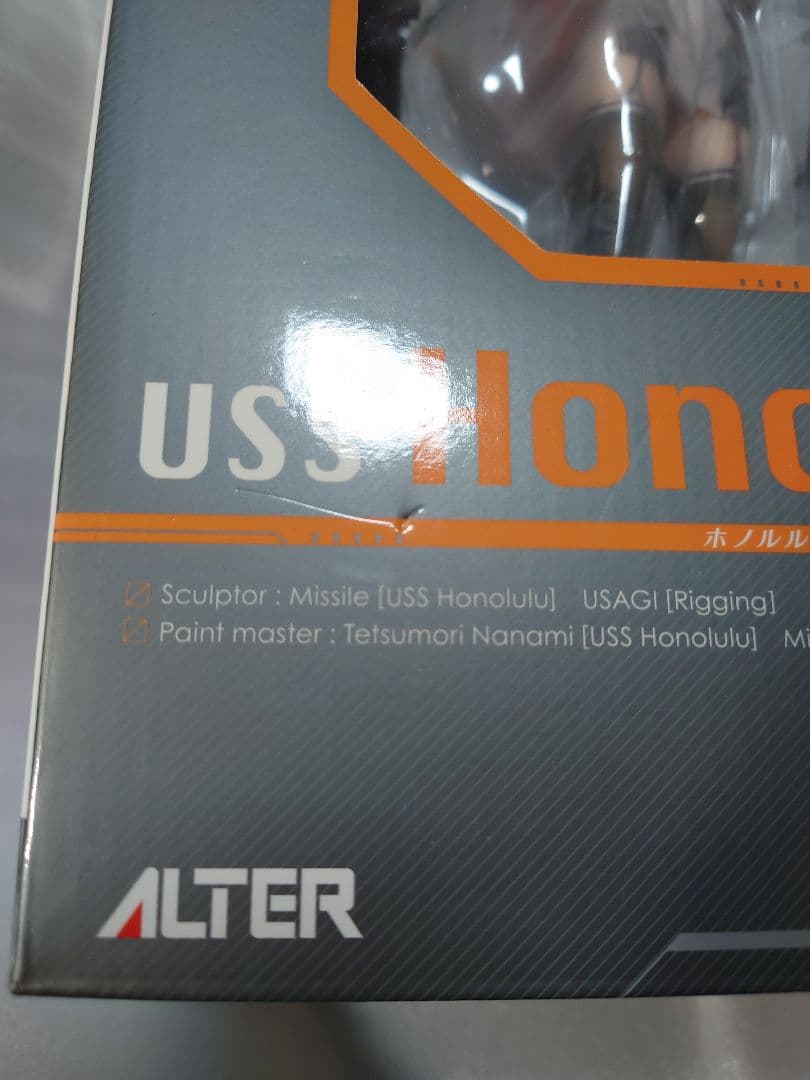 USS Hono
ホノルル
Sculptor : Missile [USS Honolulu] USAGI [Rigging]
Paint master : Tetsumori Nanami [USS Honolulu] Mi
ALTER